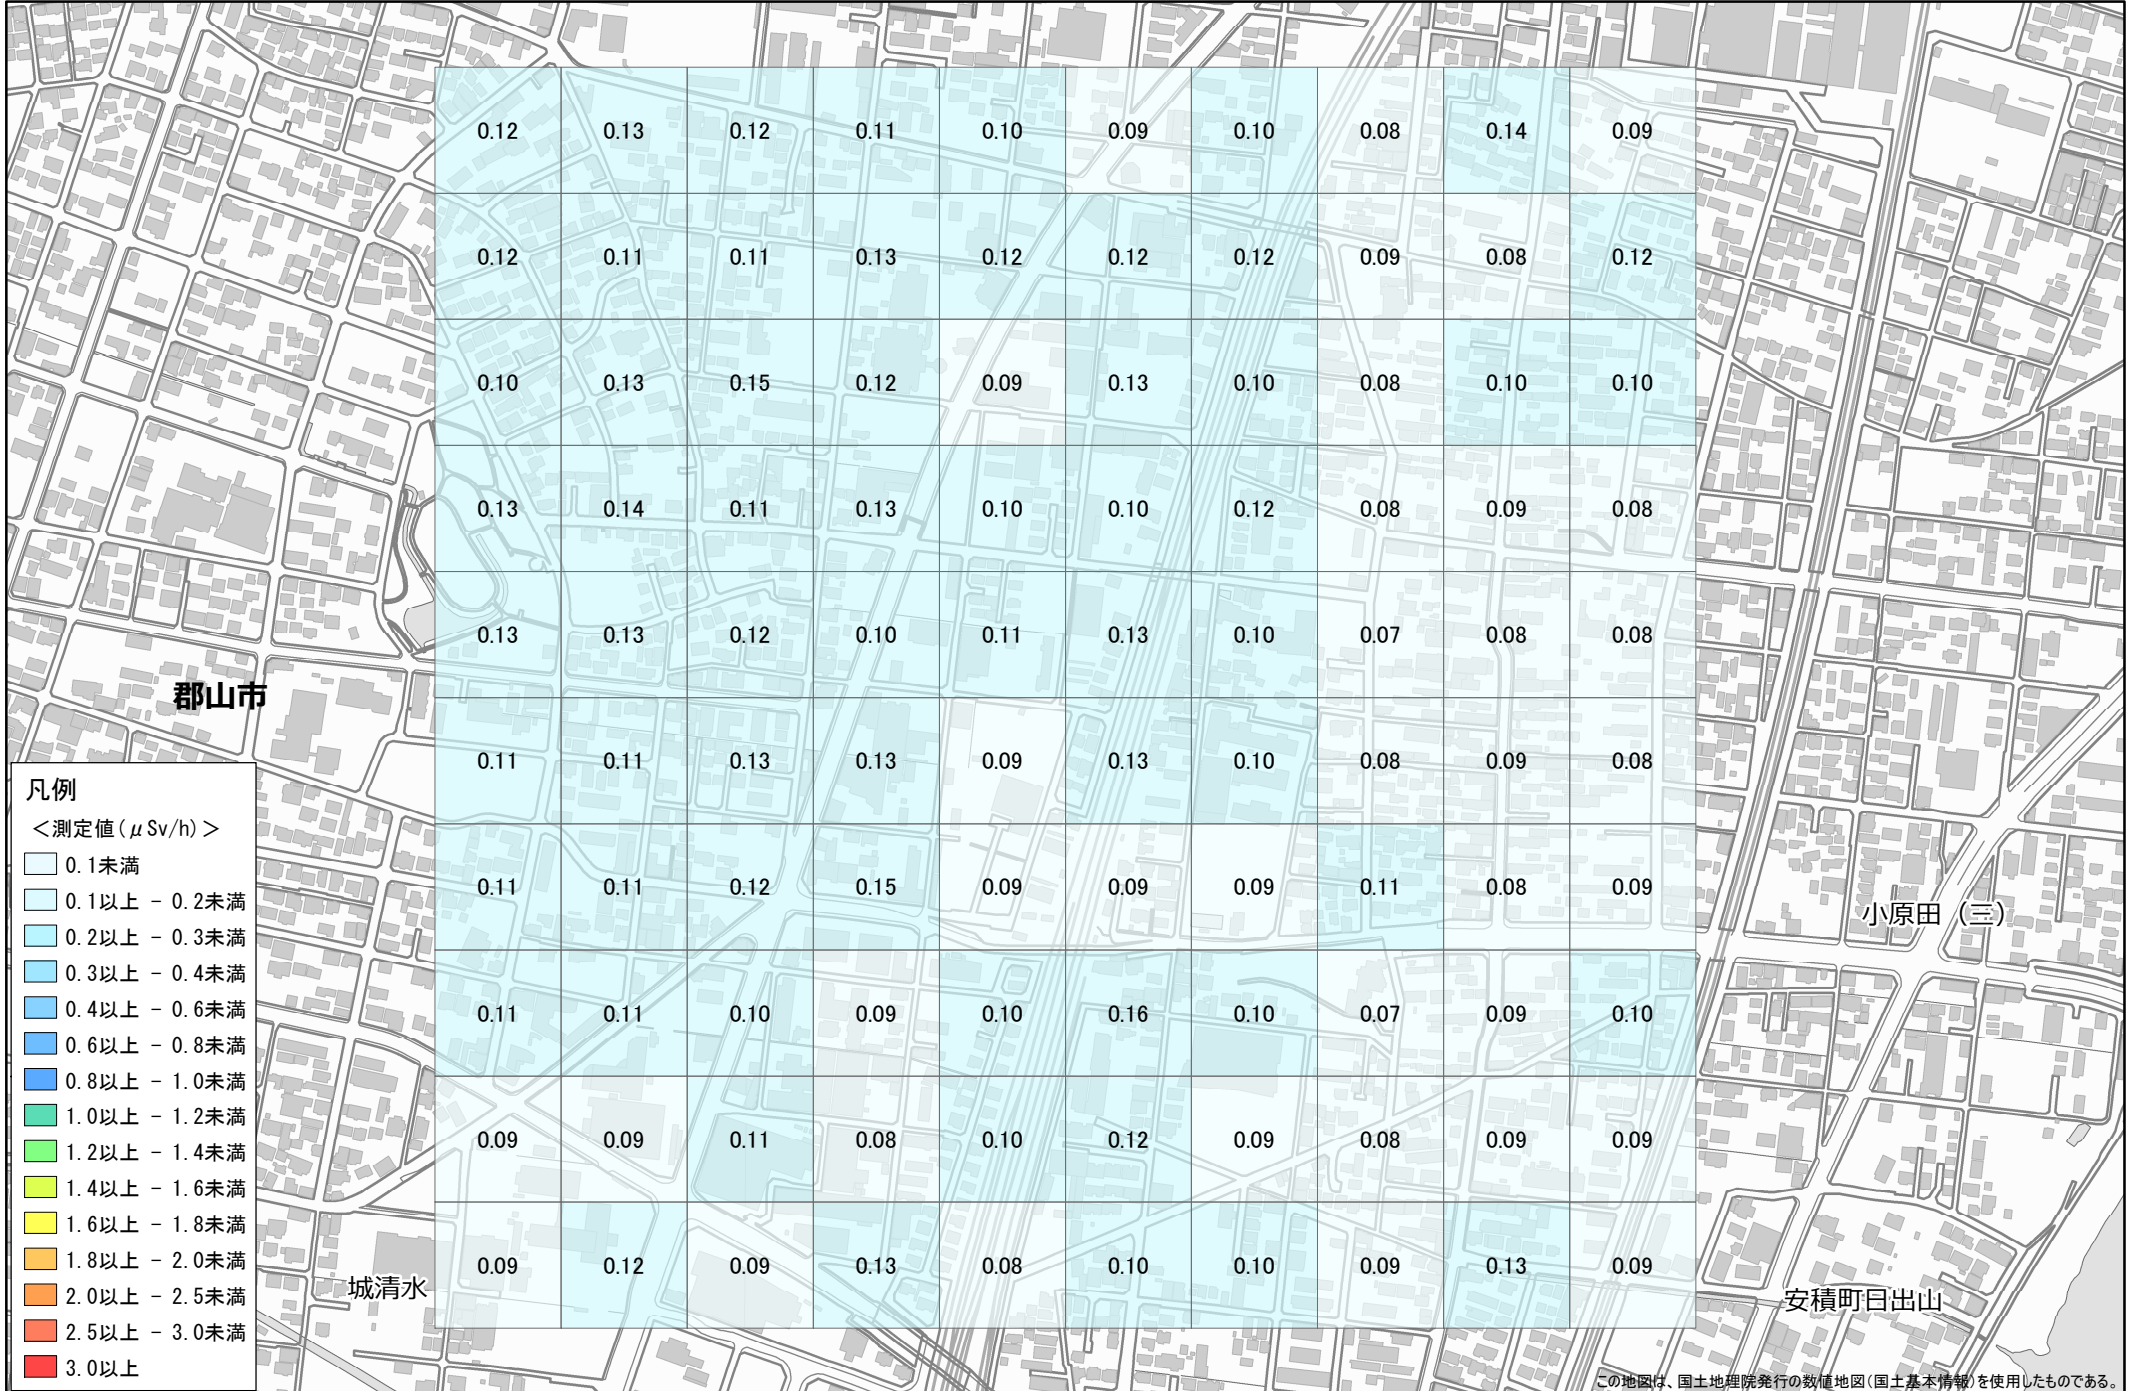 0.12 0.13 0.12 0.11 0.10 0.09 0.10 0.08 0.14 0.09
0.12 0.11 0.11 0.13 0.12 0.12 0.12 0.09 0.08 0.12
0.10 0.13 0.15 0.12 0.09 0.13 0.10 0.08 0.10 0.10
0.13 0.14 0.11 0.13 0.10 0.10 0.12 0.08 0.09 0.08
0.13 0.13 0.12 0.10 0.11 0.13 0.10 0.07 0.08 0.08
郡山市
0.11 0.11 0.13 0.13 0.09 0.13 0.10 0.08 0.09 0.08
0.11 0.11 0.12 0.15 0.09 0.09 0.09 0.11 0.08 0.09
小原田（三）
0.11 0.11 0.10 0.09 0.10 0.16 0.10 0.07 0.09 0.10
0.09 0.09 0.11 0.08 0.10 0.12 0.09 0.08 0.09 0.09
0.09 0.12 0.09 0.13 0.08 0.10 0.10 0.09 0.13 0.09
城清水
安積町日出山
凡例
＜測定値(μSv/h)＞
0.1未満
0.1以上 － 0.2未満
0.2以上 － 0.3未満
0.3以上 － 0.4未満
0.4以上 － 0.6未満
0.6以上 － 0.8未満
0.8以上 － 1.0未満
1.0以上 － 1.2未満
1.2以上 － 1.4未満
1.4以上 － 1.6未満
1.6以上 － 1.8未満
1.8以上 － 2.0未満
2.0以上 － 2.5未満
2.5以上 － 3.0未満
3.0以上
この地図は、国土地理院発行の数値地図(国土基本情報)を使用したものである。